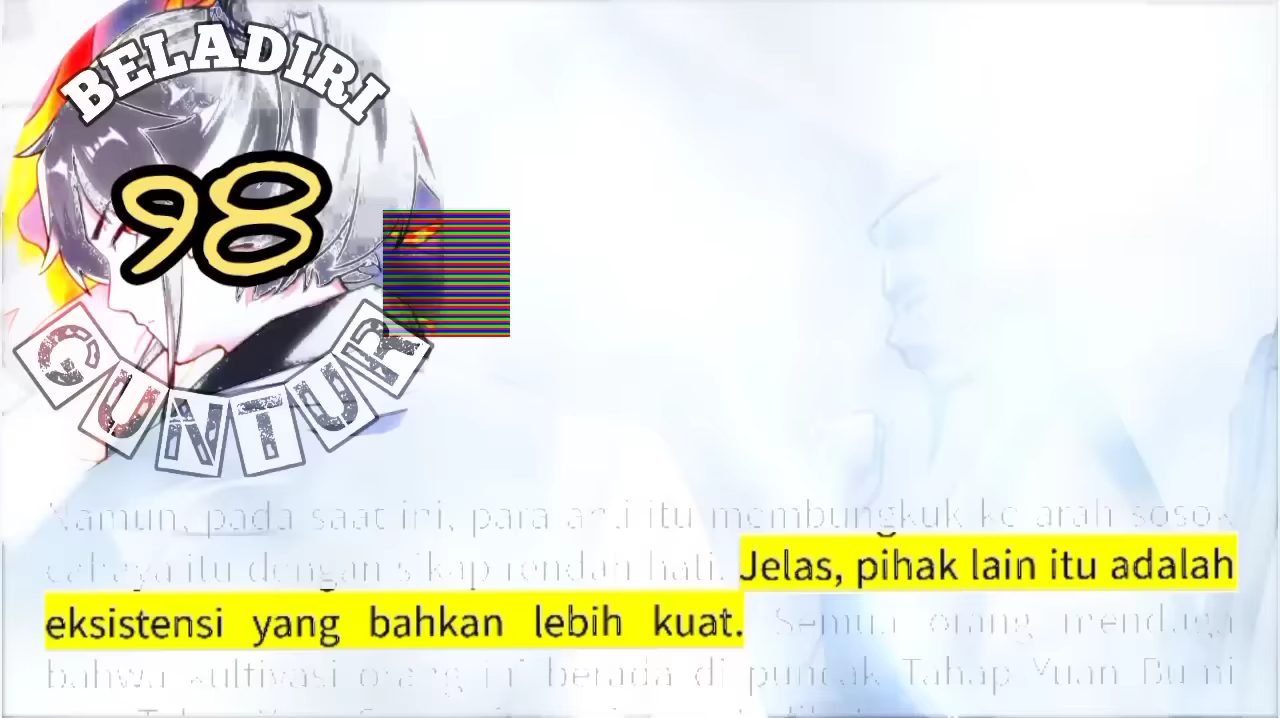 BELADIRI
98
GUNTUR
Namun, pada saat ini, para ahli itu membungkuk ke arah sosok
cahaya itu dengan sikap rendah hati. Jelas, pihak lain itu adalah
eksistensi yang bahkan lebih kuat. Semua orang menduga
bahwa kultivasi orang ini berada di puncak Tahap Yuan Bumi